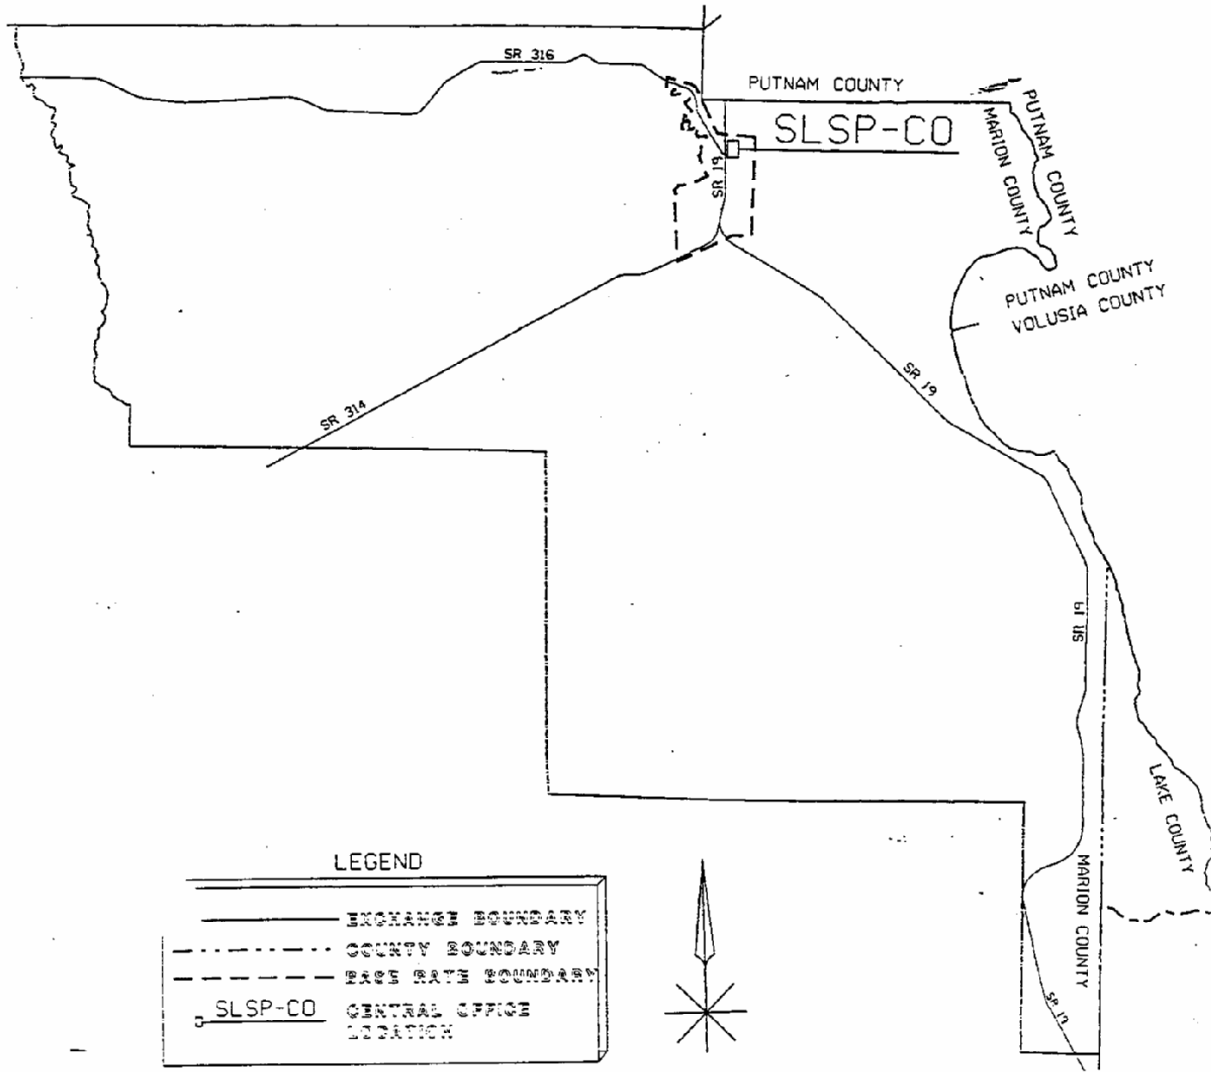 SR 316
PUTNAM COUNTY
PUTNAM COUNTY
MARION COUNTY
SLSP-CO
SR 19
PUTNAM COUNTY
VOLUSIA COUNTY
SR 19
SR 314
SR 19
LAKE COUNTY
MARION COUNTY
SR 19
LEGEND
EXCHANGE BOUNDARY
COUNTY BOUNDARY
BASE RATE BOUNDARY
SLSP-CO
CENTRAL OFFICE
LOCATION